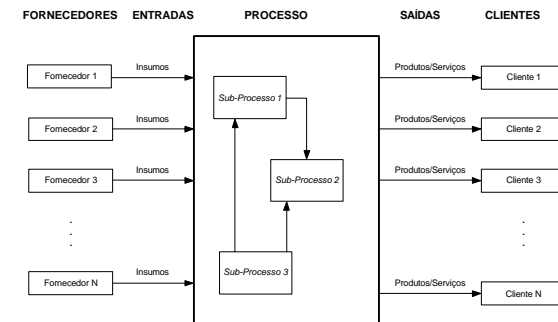 FORNECEDORES ENTRADAS PROCESSO SAÍDAS CLIENTES
Fornecedor 1 Insumos Produtos/Serviços Cliente 1
Sub-Processo 1
Fornecedor 2 Insumos Produtos/Serviços Cliente 2
Fornecedor 3 Insumos Sub-Processo 2 Produtos/Serviços Cliente 3
.
.
.
.
.
.
Sub-Processo 3
Fornecedor N Insumos Produtos/Serviços Cliente N